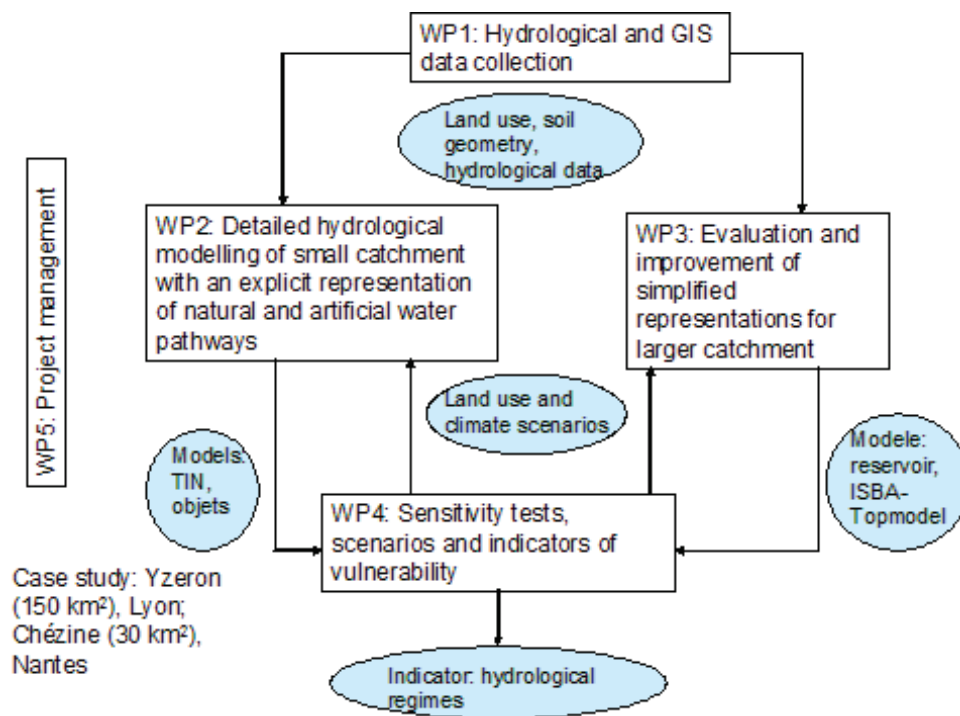 WP1: Hydrological and GIS
data collection
Land use, soil
geometry,
hydrological data
WP5: Project management
WP2: Detailed hydrological
modelling of small catchment
with an explicit representation
of natural and artificial water
pathways
WP3: Evaluation and
improvement of
simplified
representations for
larger catchment
Land use and
climate scenarios
Models:
TIN,
objets
Modele:
reservoir,
ISBA-
Topmodel
WP4: Sensitivity tests,
scenarios and indicators of
vulnerability
Case study: Yzeron
(150 km²), Lyon;
Chézine (30 km²),
Nantes
Indicator: hydrological
regimes